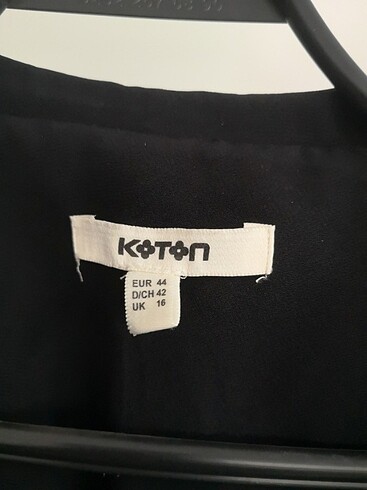 KOTON
EUR 44
D/CH 42
UK 16